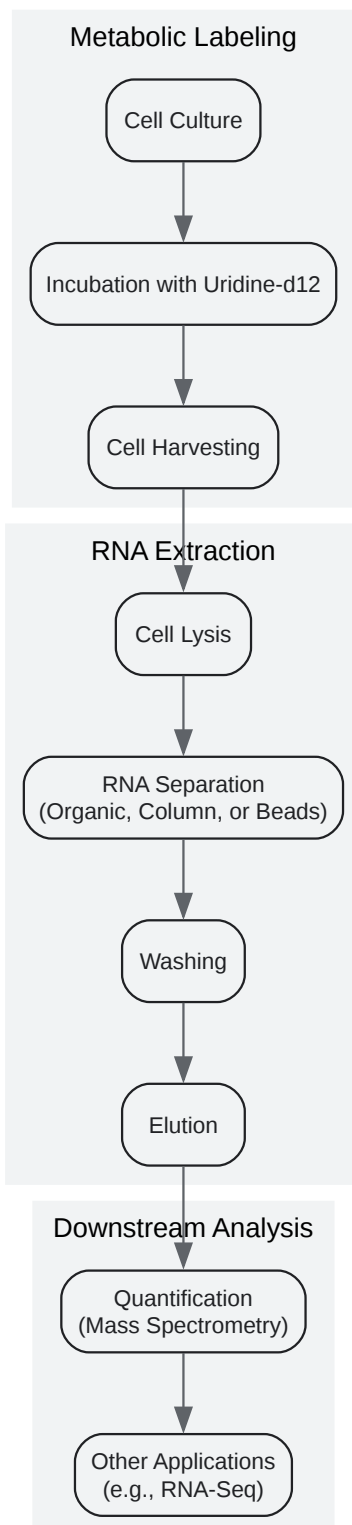 Metabolic Labeling
Cell Culture
Incubation with Uridine-d12
Cell Harvesting
RNA Extraction
Cell Lysis
RNA Separation
(Organic, Column, or Beads)
Washing
Elution
Downstream Analysis
Quantification
(Mass Spectrometry)
Other Applications
(e.g., RNA-Seq)